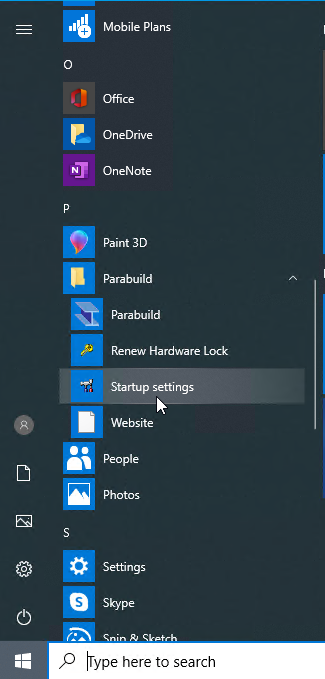 Mobile Plans
O
Office
OneDrive
OneNote
P
Paint 3D
Parabuild
Parabuild
Renew Hardware Lock
Startup settings
Website
People
Photos
S
Settings
Skype
Snip & Sketch
Type here to search